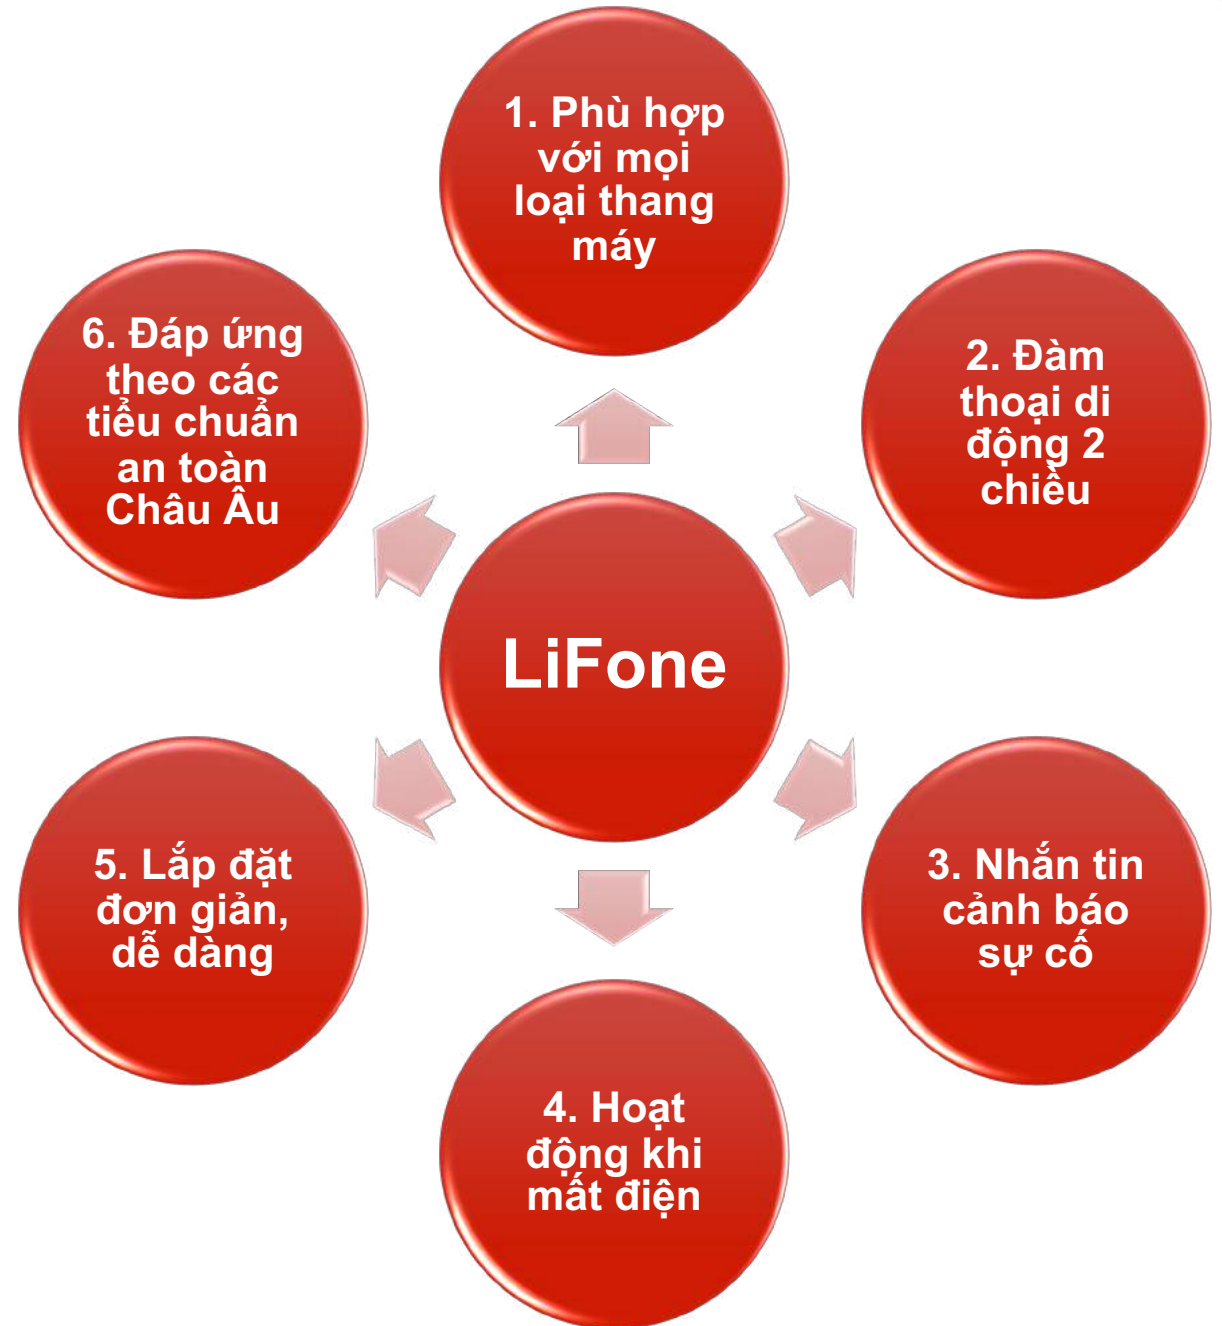 1. Phù hợp
với mọi
loại thang
máy
2. Đàm
thoại di
động 2
chiều
3. Nhắn tin
cảnh báo
sự cố
4. Hoạt
động khi
mất điện
5. Lắp đặt
đơn giản,
dễ dàng
6. Đáp ứng
theo các
tiểu chuẩn
an toàn
Châu Âu
LiFone